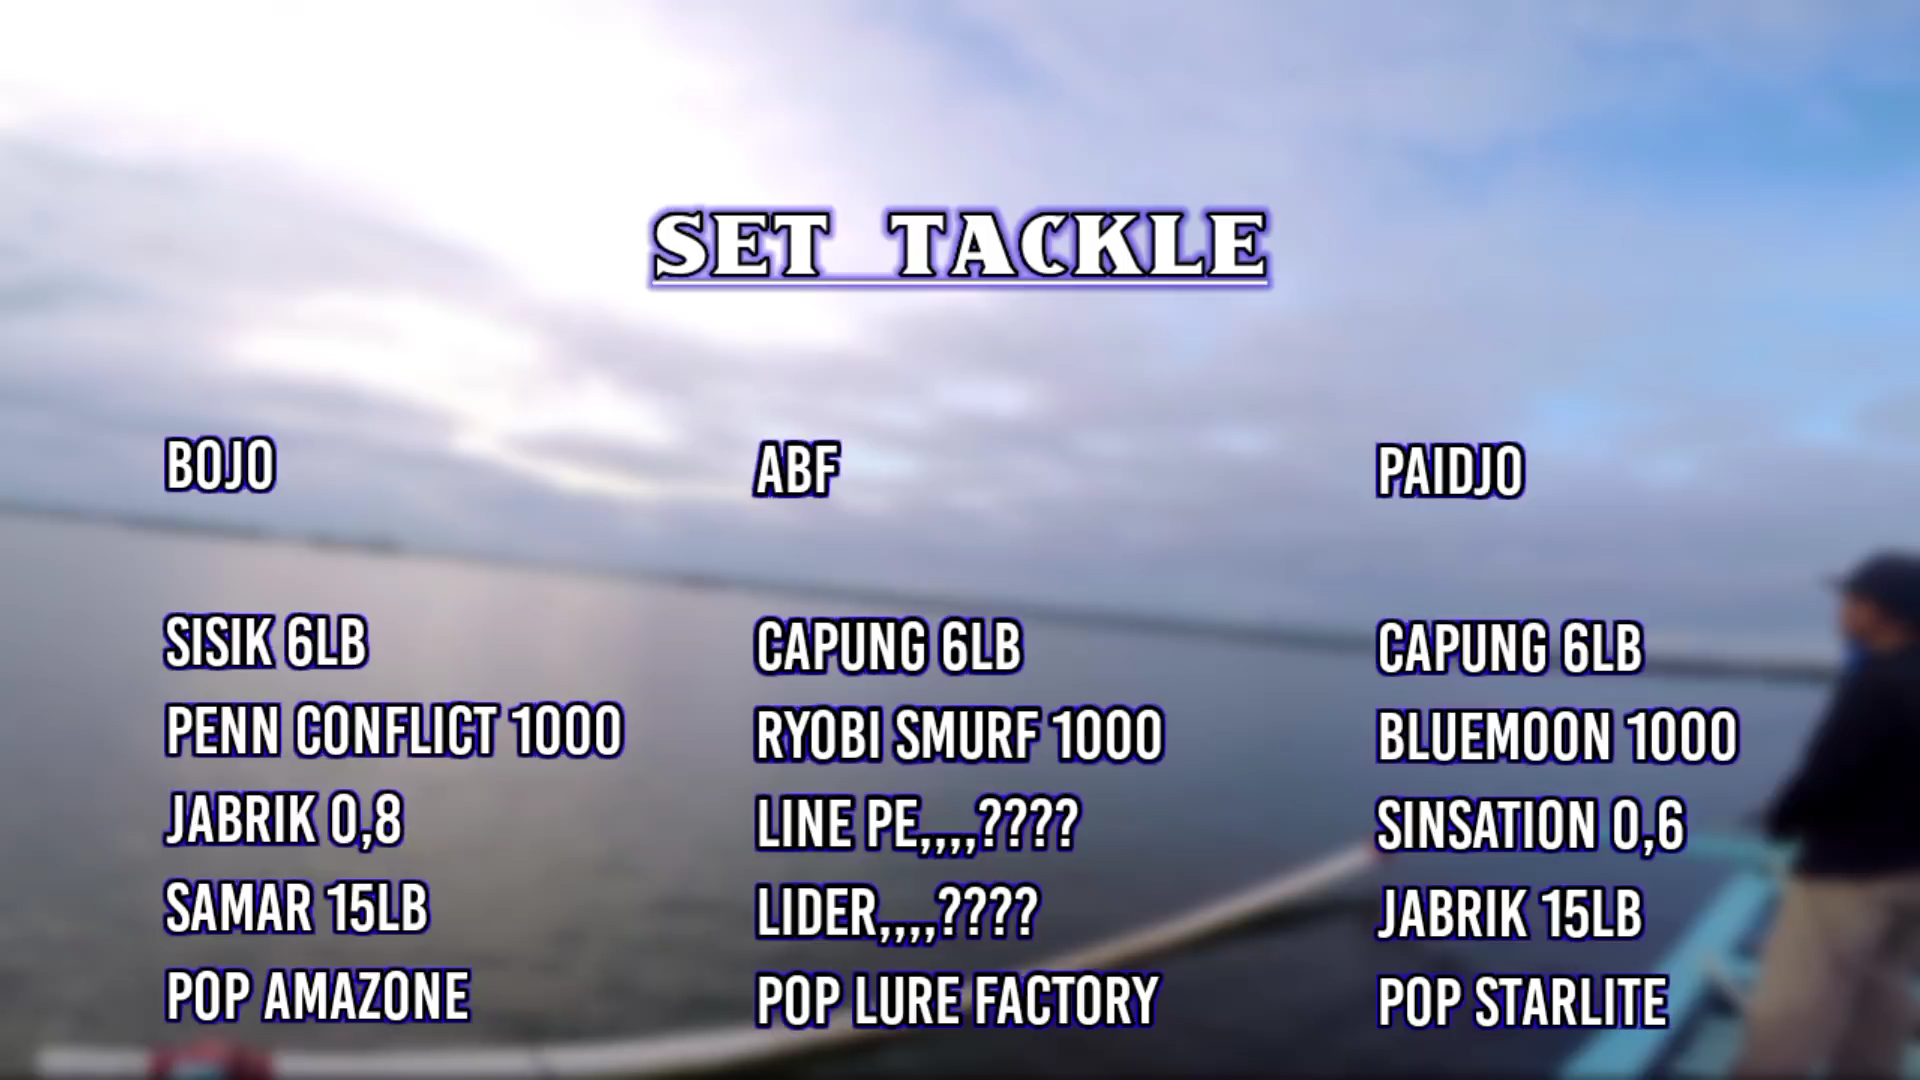 SET TACKLE
BOJO
SISIK 6LB
PENN CONFLICT 1000
JABRIK 0,8
SAMAR 15LB
POP AMAZONE
ABF
CAPUNG 6LB
RYOBI SMURF 1000
LINE PE,,,,????
LIDER,,,,????
POP LURE FACTORY
PAIDJO
CAPUNG 6LB
BLUEMOON 1000
SINSATION 0,6
JABRIK 15LB
POP STARLITE